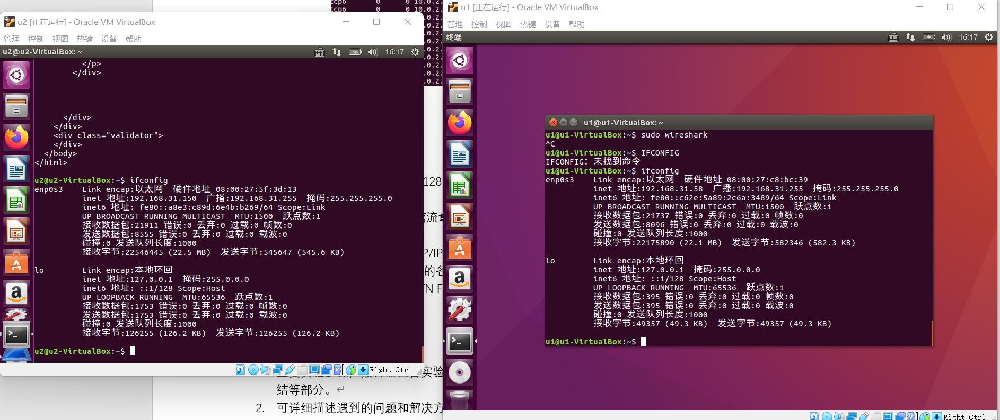 tcp6 0 0 10.0.2.
.0.2.
.0.2.
.0.2.
.0.2.
.0.2.
.0.2.
.0.2.
.0.2.
.0.2.
.0.2.
u2 [正在运行] - Oracle VM VirtualBox
管理 控制 视图 热键 设备 帮助
u2@u2-VirtualBox: ~ 16:17
</p>
</div>
</div>
</div>
<div class="validator">
</div>
</body>
</html>
u2@u2-VirtualBox:~$ ifconfig
enp0s3 Link encap:以太网 硬件地址 08:00:27:5f:3d:13
inet 地址:192.168.31.150 广播:192.168.31.255 掩码:255.255.255.0
inet6 地址: fe80::a8e3:c89d:6e4b:b269/64 Scope:Link
UP BROADCAST RUNNING MULTICAST MTU:1500 跃点数:1
接收数据包:21911 错误:0 丢弃:0 过载:0 帧数:0
发送数据包:8555 错误:0 丢弃:0 过载:0 载波:0
碰撞:0 发送队列长度:1000
接收字节:22546445 (22.5 MB) 发送字节:545647 (545.6 KB)
lo Link encap:本地环回
inet 地址:127.0.0.1 掩码:255.0.0.0
inet6 地址: ::1/128 Scope:Host
UP LOOPBACK RUNNING MTU:65536 跃点数:1
接收数据包:1753 错误:0 丢弃:0 过载:0 帧数:0
发送数据包:1753 错误:0 丢弃:0 过载:0 载波:0
碰撞:0 发送队列长度:1000
接收字节:126255 (126.2 KB) 发送字节:126255 (126.2 KB)
u2@u2-VirtualBox:~$
Right Ctrl
128
流量
P/IP
的各
N F
实验
结等部分。↵
2. 可详细描述遇到的问题和解决方
u1 [正在运行] - Oracle VM VirtualBox
管理 控制 视图 热键 设备 帮助
终端 16:17
u1@u1-VirtualBox: ~
u1@u1-VirtualBox:~$ sudo wireshark
^C
u1@u1-VirtualBox:~$ IFCONFIG
IFCONFIG: 未找到命令
u1@u1-VirtualBox:~$ ifconfig
enp0s3 Link encap:以太网 硬件地址 08:00:27:c8:bc:39
inet 地址:192.168.31.58 广播:192.168.31.255 掩码:255.255.255.0
inet6 地址: fe80::c62e:5a89:2c6a:3489/64 Scope:Link
UP BROADCAST RUNNING MULTICAST MTU:1500 跃点数:1
接收数据包:21737 错误:0 丢弃:0 过载:0 帧数:0
发送数据包:8096 错误:0 丢弃:0 过载:0 载波:0
碰撞:0 发送队列长度:1000
接收字节:22175890 (22.1 MB) 发送字节:582346 (582.3 KB)
lo Link encap:本地环回
inet 地址:127.0.0.1 掩码:255.0.0.0
inet6 地址: ::1/128 Scope:Host
UP LOOPBACK RUNNING MTU:65536 跃点数:1
接收数据包:395 错误:0 丢弃:0 过载:0 帧数:0
发送数据包:395 错误:0 丢弃:0 过载:0 载波:0
碰撞:0 发送队列长度:1000
接收字节:49357 (49.3 KB) 发送字节:49357 (49.3 KB)
u1@u1-VirtualBox:~$
Right Ctrl